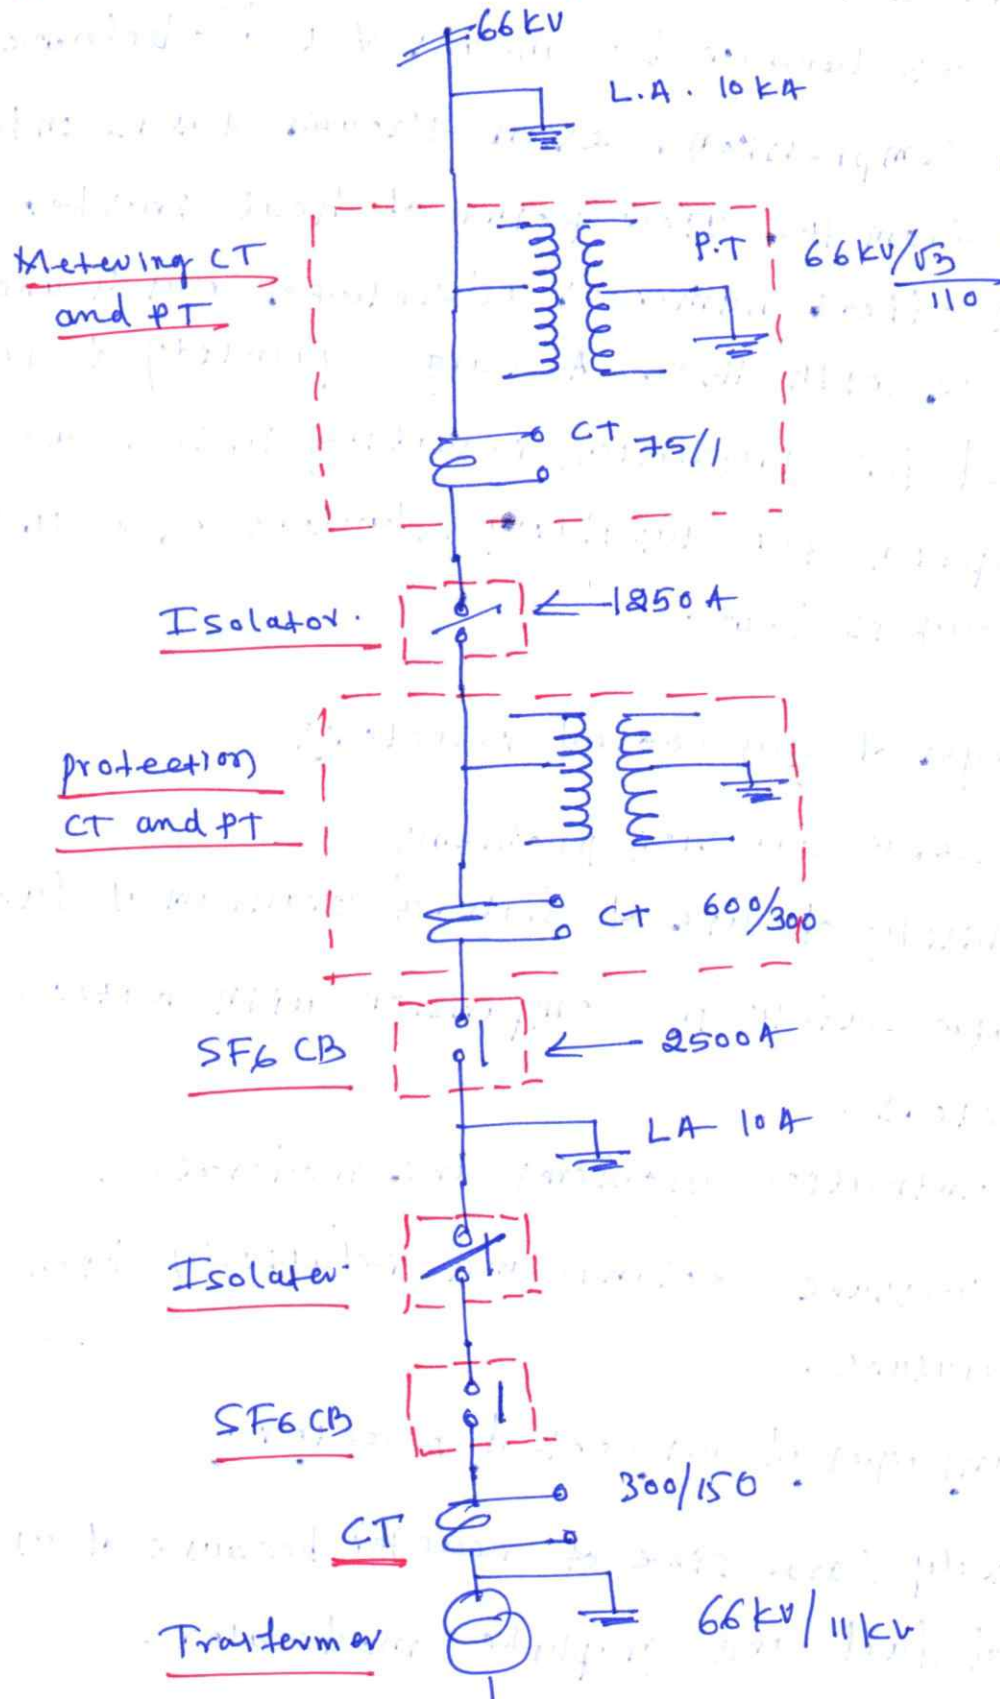 66KV
L.A. 10KA
Metering CT
and PT
P.T
66KV/√3
110
CT 75/1
Isolator.
1250A
Protection
CT and PT
CT. 600/300
SF6 CB
2500A
LA 10A
Isolater.
SF6 CB
300/150
CT
66KV/11KV
Trasfermer